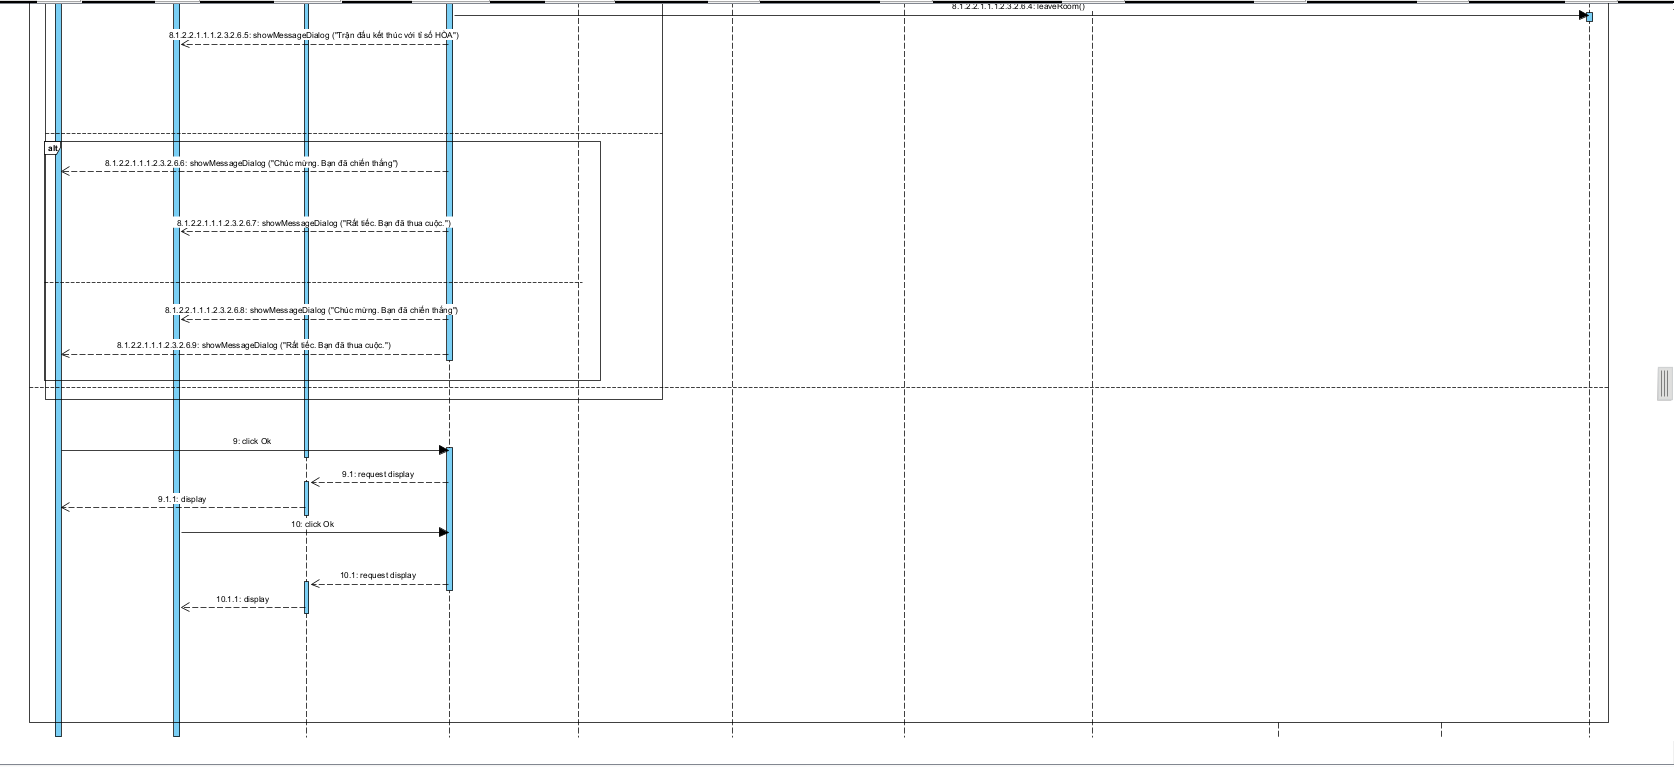 8.1.2.2.1.1.1.2.3.2.6.4: leaveRoom()
8.1.2.2.1.1.1.2.3.2.6.5: showMessageDialog ("Trận đấu kết thúc với tỉ số HÒA")
alt
8.1.2.2.1.1.1.2.3.2.6.6: showMessageDialog ("Chúc mừng. Bạn đã chiến thắng")
8.1.2.2.1.1.1.2.3.2.6.7: showMessageDialog ("Rất tiếc. Bạn đã thua cuộc.")
8.1.2.2.1.1.1.2.3.2.6.8: showMessageDialog ("Chúc mừng. Bạn đã chiến thắng")
8.1.2.2.1.1.1.2.3.2.6.9: showMessageDialog ("Rất tiếc. Bạn đã thua cuộc.")
9: click Ok
9.1: request display
9.1.1: display
10: click Ok
10.1: request display
10.1.1: display